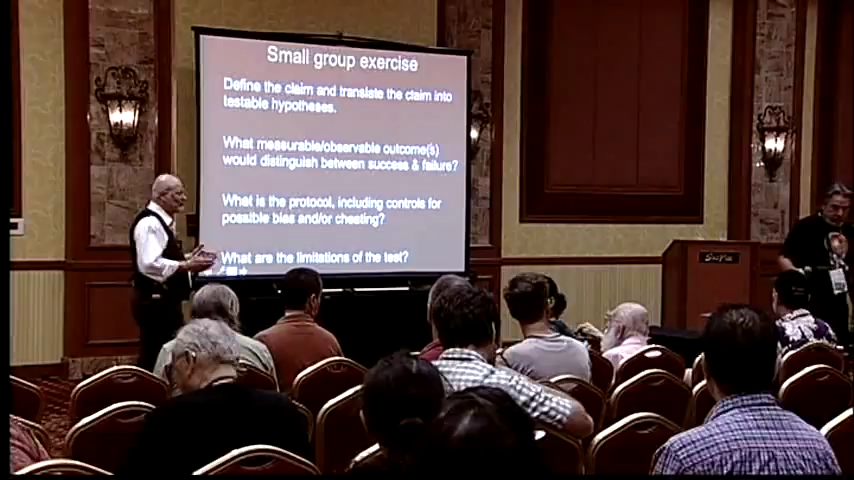 Small group exercise
Define the claim and translate the claim into
testable hypotheses.
What measurable/observable outcome(s)
would distinguish between success & failure?
What is the protocol, including controls for
possible bias and/or cheating?
What are the limitations of the test?